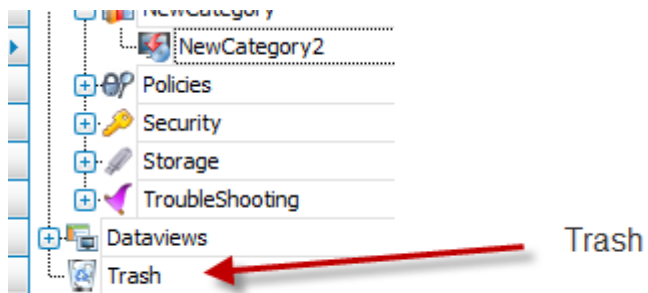 NewCategory
NewCategory2
Policies
Security
Storage
TroubleShooting
Dataviews
Trash
Trash